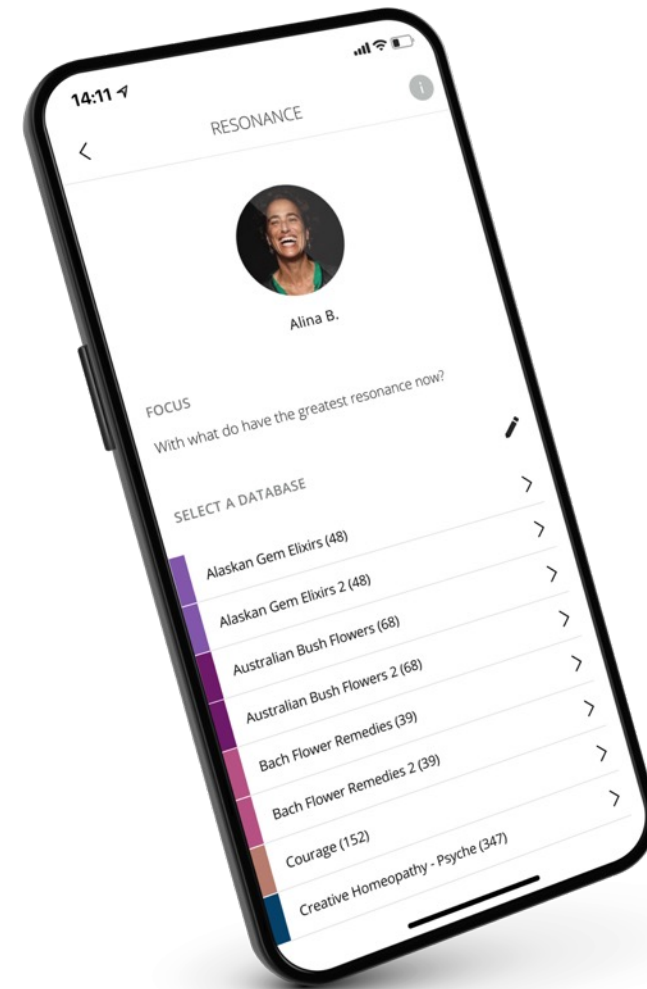 14:11
RESONANCE
i
Alina B.
FOCUS
With what do have the greatest resonance now?
SELECT A DATABASE
Alaskan Gem Elixirs (48)
Alaskan Gem Elixirs 2 (48)
Australian Bush Flowers (68)
Australian Bush Flowers 2 (68)
Bach Flower Remedies (39)
Bach Flower Remedies 2 (39)
Courage (152)
Creative Homeopathy - Psyche (347)